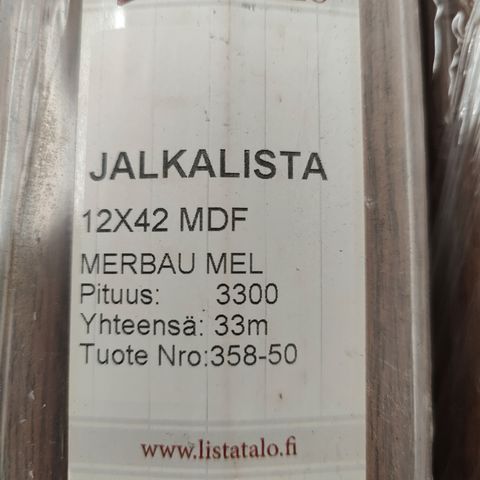 JALKALISTA
12X42 MDF
MERBAU MEL
Pituus: 3300
Yhteensä: 33m
Tuote Nro:358-50
www.listatalo.fi